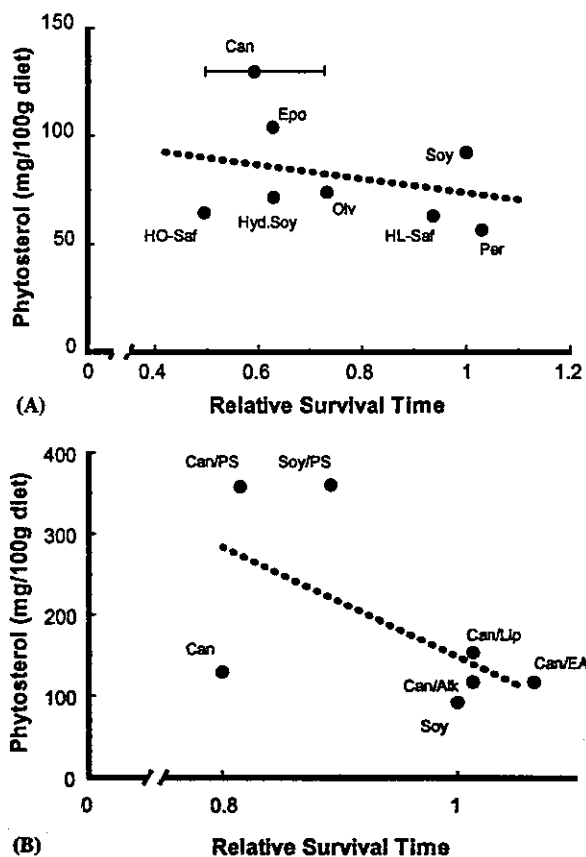 150
100
50
0
Phytosterol (mg/100g diet)
Can
Epo
Soy
HO-Saf
Hyd.Soy
Olv
HL-Saf
Per
0
0.4
0.6
0.8
1
1.2
(A)
Relative Survival Time
400
300
200
100
0
Phytosterol (mg/100g diet)
Can/PS
Soy/PS
Can
Can/Lip
Can/Alk
Can/EA
Soy
0
0.8
1
(B)
Relative Survival Time